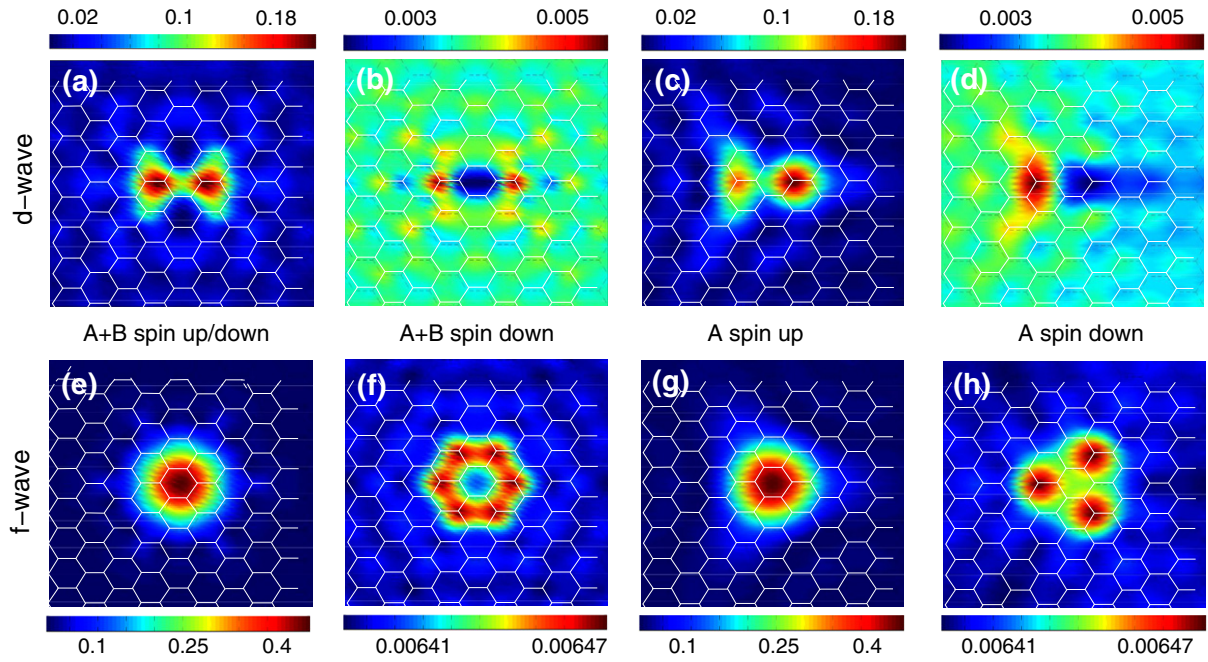 0.02 0.1 0.18 0.003 0.005 0.02 0.1 0.18 0.003 0.005
(a) (b) (c) (d)
d-wave
A+B spin up/down A+B spin down A spin up A spin down
(e) (f) (g) (h)
f-wave
0.1 0.25 0.4 0.00641 0.00647 0.1 0.25 0.4 0.00641 0.00647